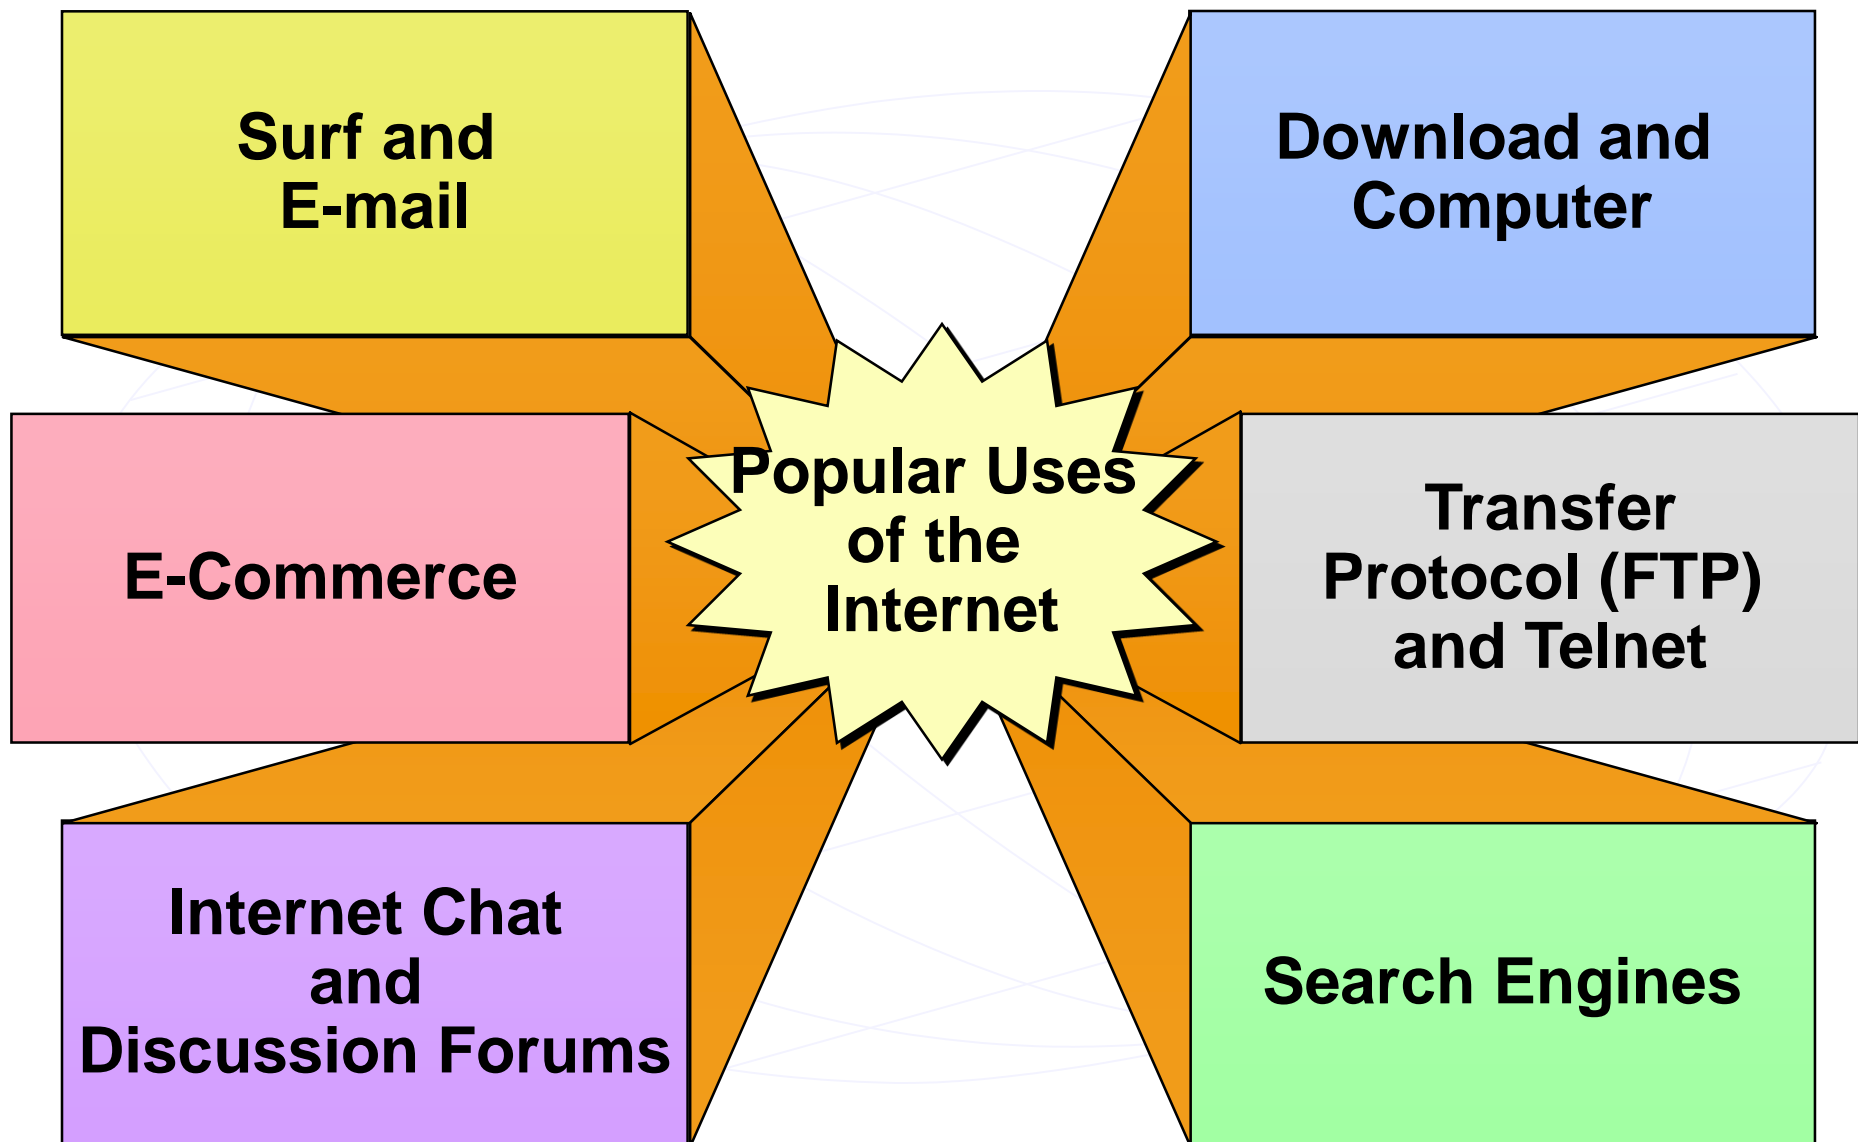 Surf and
E-mail
Download and
Computer
Popular Uses
of the
Internet
E-Commerce
Transfer
Protocol (FTP)
and Telnet
Internet Chat
and
Discussion Forums
Search Engines